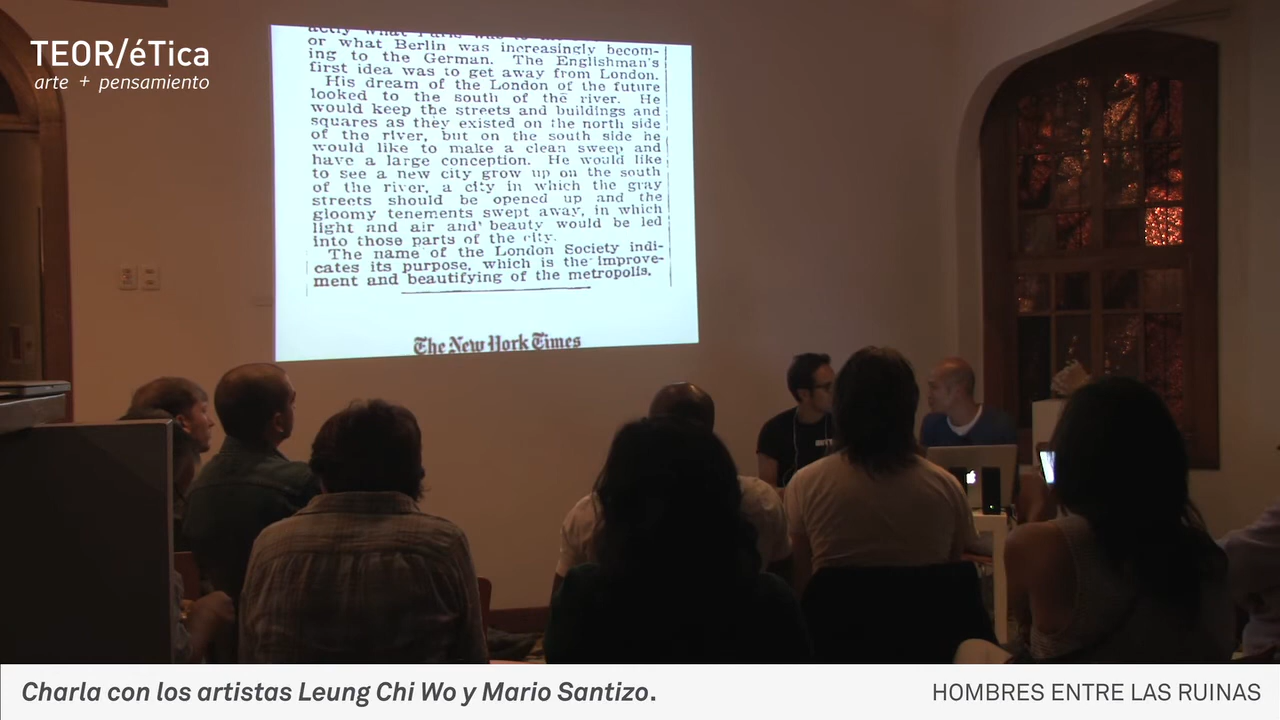 TEOR/éTica
arte + pensamiento
or what Berlin was increasingly becom-
ing to the German. The Englishman's
first idea was to get away from London.
His dream of the London of the future
looked to the south of the river. He
would keep the streets and buildings and
squares as they existed on the north side
of the river, but on the south side he
would like to make a clean sweep and
have a large conception. He would like
to see a new city grow up on the south
of the river, a city in which the gray
streets should be opened up and the
gloomy tenements swept away, in which
light and air and beauty would be led
into those parts of the city.
The name of the London Society indi-
cates its purpose, which is the improve-
ment and beautifying of the metropolis.
The New York Times
Charla con los artistas Leung Chi Wo y Mario Santizo.
HOMBRES ENTRE LAS RUINAS